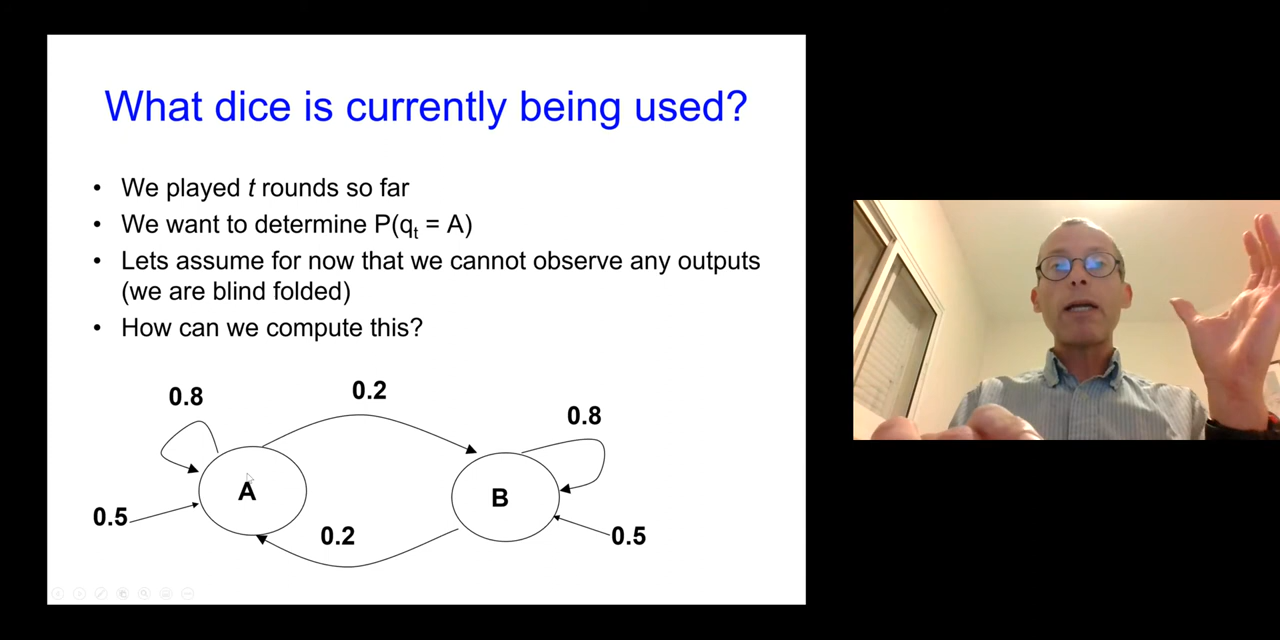 What dice is currently being used?
• We played t rounds so far
• We want to determine P(qt = A)
• Lets assume for now that we cannot observe any outputs
(we are blind folded)
• How can we compute this?
0.8
0.2
0.8
A
B
0.5
0.2
0.5